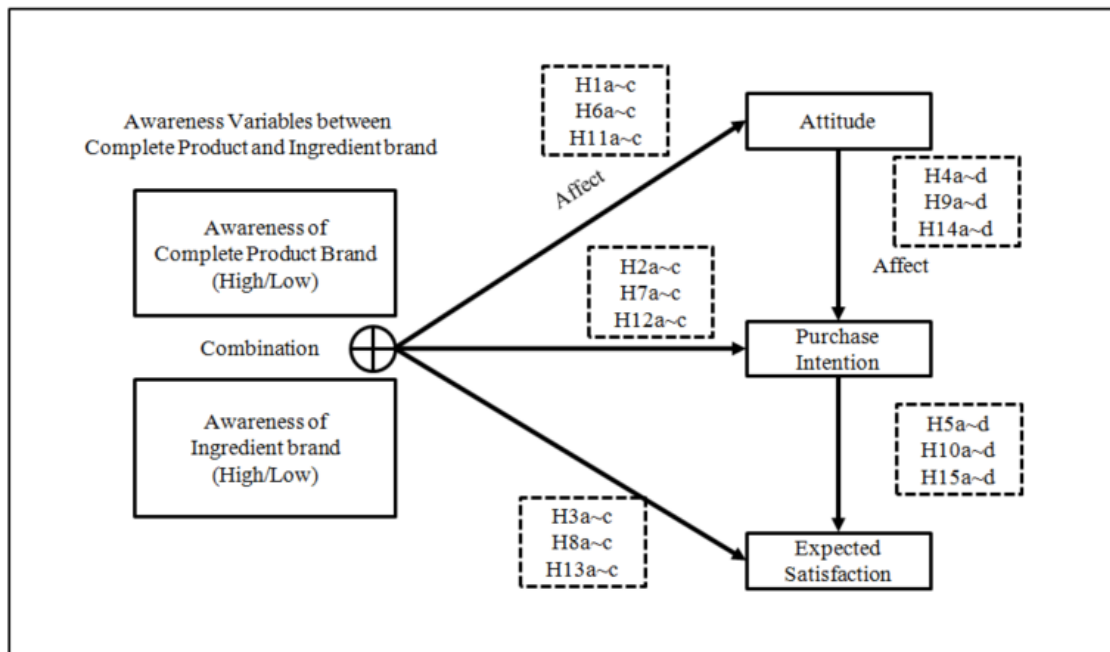 Awareness Variables between
Complete Product and Ingredient brand
Awareness of
Complete Product Brand
(High/Low)
Combination
Awareness of
Ingredient brand
(High/Low)
H1a~c
H6a~c
H11a~c
Affect
H2a~c
H7a~c
H12a~c
H3a~c
H8a~c
H13a~c
Attitude
H4a~d
H9a~d
H14a~d
Affect
Purchase
Intention
H5a~d
H10a~d
H15a~d
Expected
Satisfaction